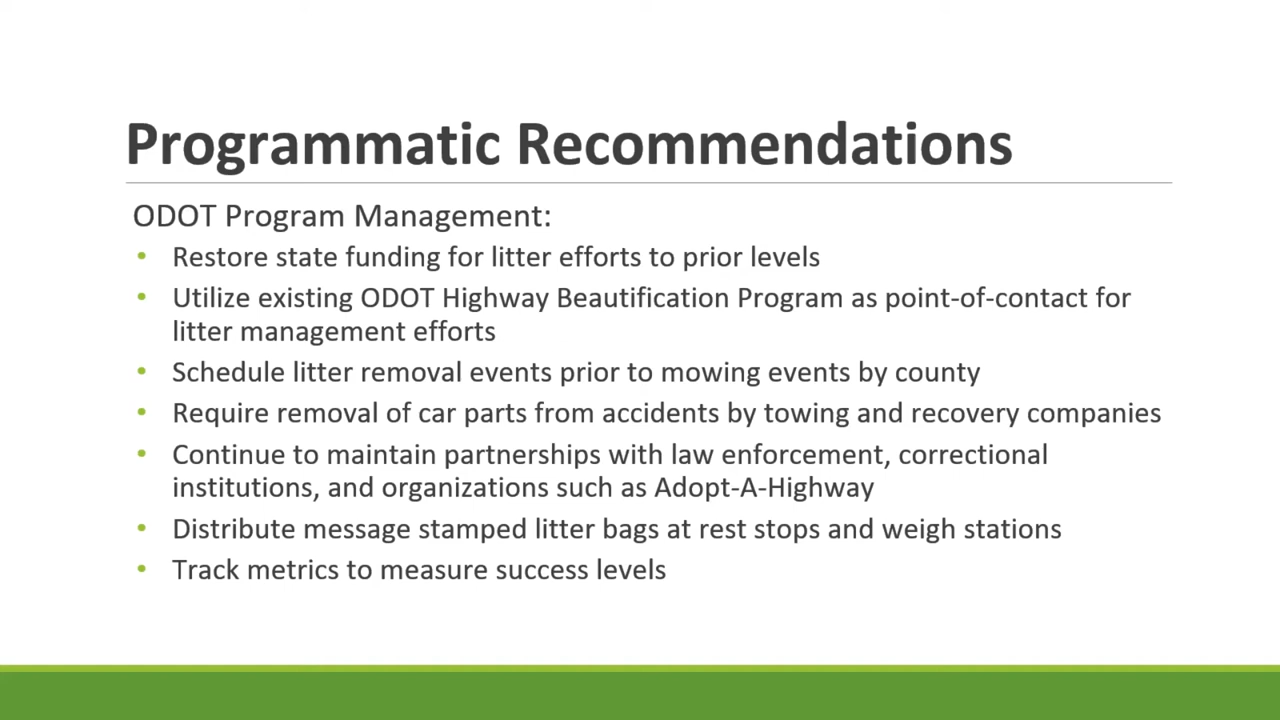 Programmatic Recommendations
ODOT Program Management:
• Restore state funding for litter efforts to prior levels
• Utilize existing ODOT Highway Beautification Program as point-of-contact for
litter management efforts
• Schedule litter removal events prior to mowing events by county
• Require removal of car parts from accidents by towing and recovery companies
• Continue to maintain partnerships with law enforcement, correctional
institutions, and organizations such as Adopt-A-Highway
• Distribute message stamped litter bags at rest stops and weigh stations
• Track metrics to measure success levels